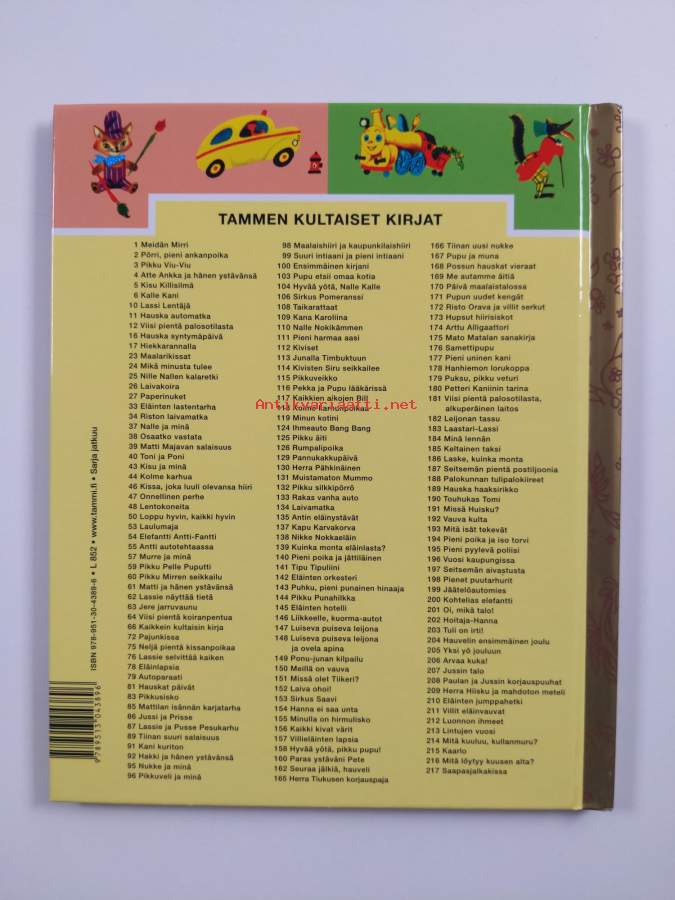 TAMMEN KULTAISET KIRJAT
1 Meidän Mirri
2 Pörri, pieni ankanpoika
3 Pikku Viu-Viu
4 Atte Ankka ja hänen ystävänsä
5 Kisu Killisilmä
6 Kalle Kani
10 Lassi Lentäjä
11 Hauska automatka
12 Viisi pientä palosotilasta
16 Hauska syntymäpäivä
17 Hiekkarannalla
23 Maalarikissat
24 Mikä minusta tulee
25 Nille Nallen kalaretki
26 Laivakoira
27 Paperinuket
33 Eläinten lastentarha
34 Riston laivamatka
37 Nalle ja minä
38 Osaatko vastata
39 Matti Majavan salaisuus
40 Toni ja Poni
43 Kisu ja minä
44 Kolme karhua
46 Kissa, joka luuli olevansa hiiri
47 Onnellinen perhe
48 Lentokoneita
50 Loppu hyvin, kaikki hyvin
53 Laulumaja
54 Elefantti Antti-Fantti
55 Antti autotehtaassa
57 Murre ja minä
59 Pikku Pelle Puputti
60 Pikku Mirren seikkailu
61 Matti ja hänen ystävänsä
62 Lassie näyttää tietä
63 Jere jarruvaunu
64 Viisi pientä koiranpentua
66 Kaikkein kultaisin kirja
72 Pajunkissa
75 Neljä pientä kissanpoikaa
76 Lassie selvittää kaiken
78 Eläinlapsia
79 Autoparaati
81 Hauskat päivät
83 Pikkusisko
85 Mattilan isännän karjatarha
86 Jussi ja Prisse
87 Lassie ja Pusse Pesukarhu
89 Tiinan suuri salaisuus
91 Kani kuriton
92 Hakki ja hänen ystävänsä
95 Nukke ja minä
96 Pikkuveli ja minä
98 Maalaishiiri ja kaupunkilaishiiri
99 Suuri intiaani ja pieni intiaani
100 Ensimmäinen kirjani
103 Pupu etsii omaa kotia
104 Hyvää yötä, Nalle Kalle
106 Sirkus Pomeranssi
108 Taikarattaat
109 Kana Karoliina
110 Nalle Nokikämmen
111 Pieni harmaa aasi
112 Kiviset
113 Junalla Timbuktuun
114 Kivisten Siru seikkailee
115 Pikkuveikko
116 Pekka ja Pupu lääkärissä
117 Kaikkien aikojen Bill
118 Kolme karhunpoikaa
119 Minun kotini
124 Ihmeauto Bang Bang
125 Pikku äiti
126 Rumpalipoika
129 Pannukakkupäivä
130 Herra Pähkinäinen
131 Muistamaton Mummo
132 Pikku silkkipörrö
133 Rakas vanha auto
134 Laivamatka
135 Antin eläinystävät
137 Kapu Karvakorva
138 Nikke Nokkaeläin
139 Kuinka monta eläinlasta?
140 Pieni poika ja jättiläinen
141 Tipu Tipuliini
142 Eläinten orkesteri
143 Puhku, pieni punainen hinaaja
144 Pikku Punahilkka
145 Eläinten hotelli
146 Liikkeelle, kuorma-autot
147 Luiseva puiseva leijona
148 Luiseva puiseva leijona
ja ovela apina
149 Ponu-junan kilpailu
150 Meillä on vauva
151 Missä olet Tiikeri?
152 Laiva ohoi!
153 Sirkus Saavi
154 Hanna ei saa unta
155 Minulla on hirmulisko
156 Kaikki kivat värit
157 Villieläinten lapsia
158 Hyvää yötä, pikku pupu!
160 Paras ystäväni Pete
162 Seuraa jälkiä, hauveli
165 Herra Tiukusen korjauspaja
166 Tiinan uusi nukke
167 Pupu ja muna
168 Possun hauskat vieraat
169 Me autamme äitiä
170 Päivä maalaistalossa
171 Pupun uudet kengät
172 Risto Orava ja villit serkut
173 Hupsut hiirisiskot
174 Arttu Alligaattori
175 Mato Matalan sanakirja
176 Samettipupu
177 Pieni uninen kani
178 Hanhiemon lorukoppa
179 Puksu, pikku veturi
180 Petteri Kaniinin tarina
181 Viisi pientä palosotilasta,
alkuperäinen laitos
182 Leijonan tassu
183 Laastari-Lassi
184 Minä lennän
185 Keltainen taksi
186 Laske, kuinka monta
187 Seitsemän pientä postiljoonia
188 Palokunnan tulipalokiireet
189 Hauska haaksirikko
190 Touhukas Tomi
191 Missä Huisku?
192 Vauva kulta
193 Mitä isät tekevät
194 Pieni poika ja iso torvi
195 Pieni pyylevä poliisi
196 Vuosi kaupungissa
197 Seitsemän aivastusta
198 Pienet puutarhurit
199 Jäätelöautomies
200 Kohtelias elefantti
201 Oi, mikä talo!
202 Hoitaja-Hanna
203 Tuli on irti!
204 Hauvelin ensimmäinen joulu
205 Yksi yö jouluun
206 Arvaa kuka!
207 Jussin talo
208 Paulan ja Jussin korjauspuuhat
209 Herra Hiisku ja mahdoton meteli
210 Eläinten jumppahetki
211 Villit eläinvauvat
212 Luonnon ihmeet
213 Lintujen vuosi
214 Mitä kuuluu, kullanmuru?
215 Kaarlo
216 Mitä löytyy kuusen alta?
217 Saapasjalkakissa
ISBN 978-951-30-4389-6 • L 852 • www.tammi.fi • Sarja jatkuu
9789513043896
Antikvariaatti.net